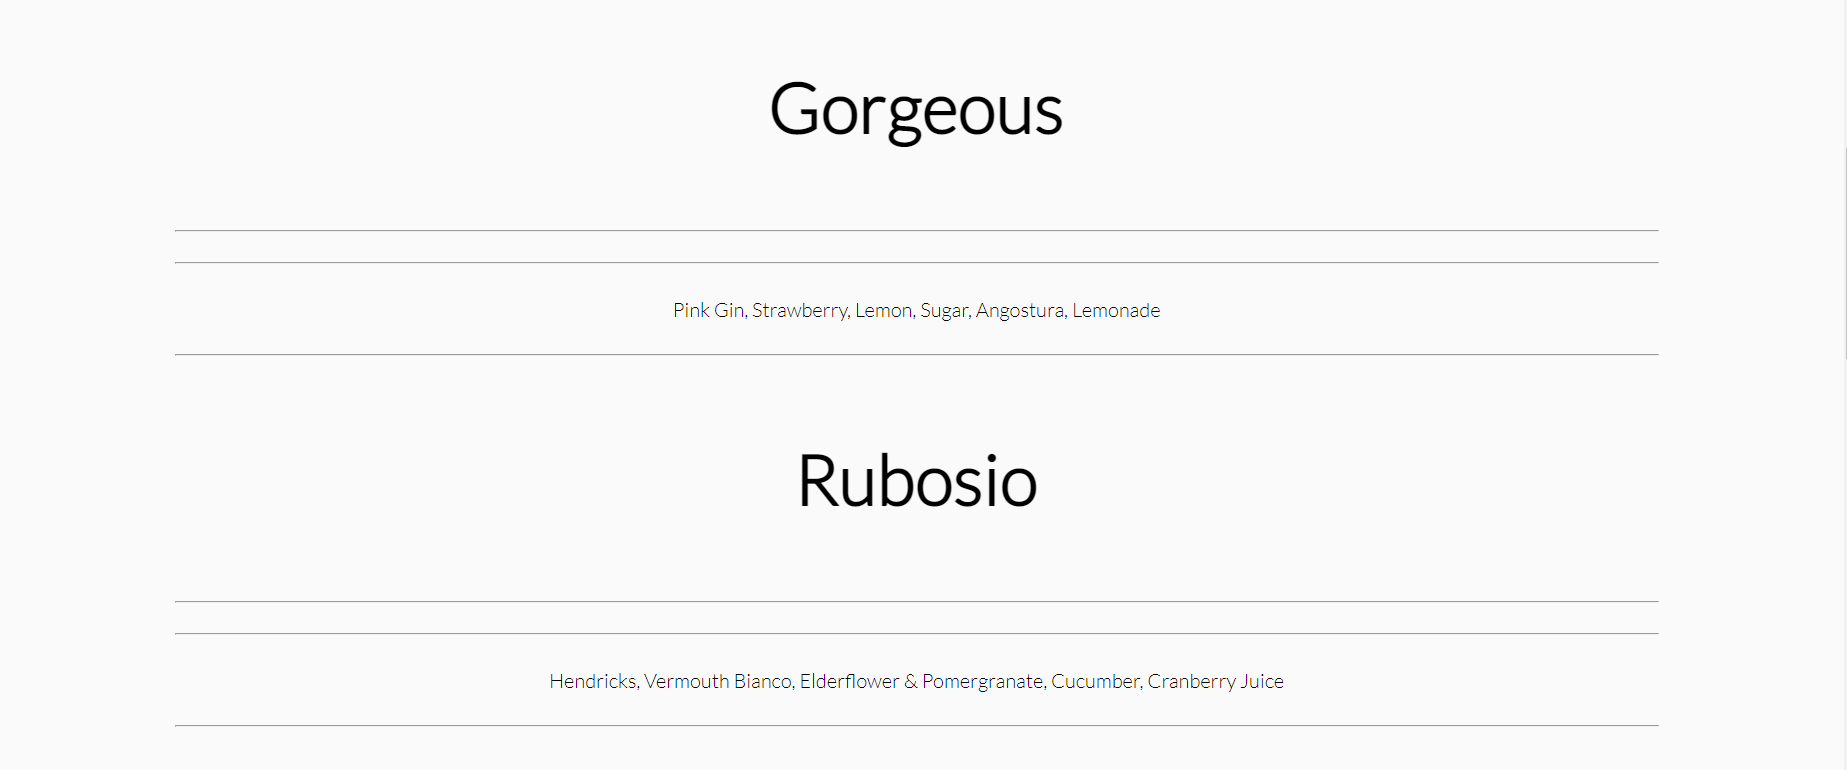 Gorgeous
Pink Gin, Strawberry, Lemon, Sugar, Angostura, Lemonade
Rubosio
Hendricks, Vermouth Bianco, Elderflower & Pomergranate, Cucumber, Cranberry Juice